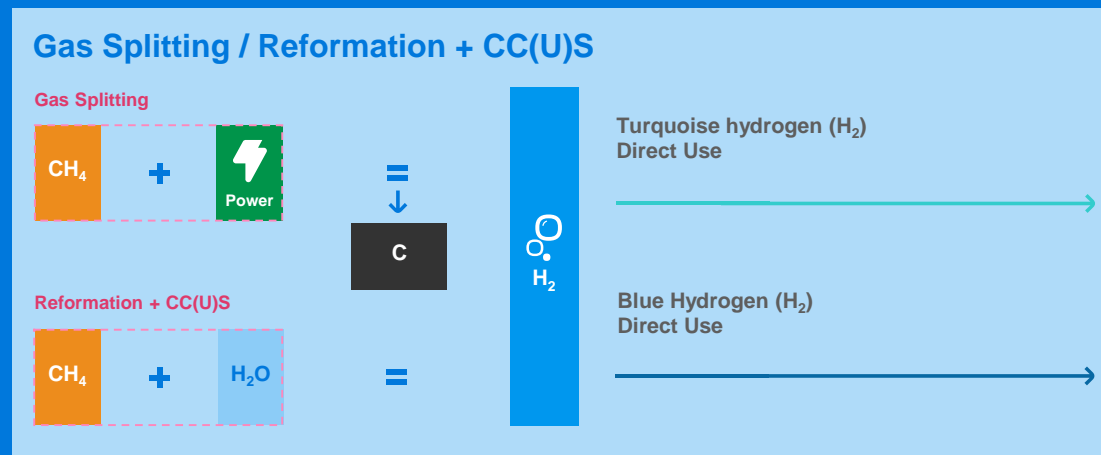 Gas Splitting / Reformation + CC(U)S
Gas Splitting
CH₄
+
Power
=
C
Reformation + CC(U)S
CH₄
+
H₂O
=
H₂
Turquoise hydrogen (H₂)
Direct Use
Blue Hydrogen (H₂)
Direct Use